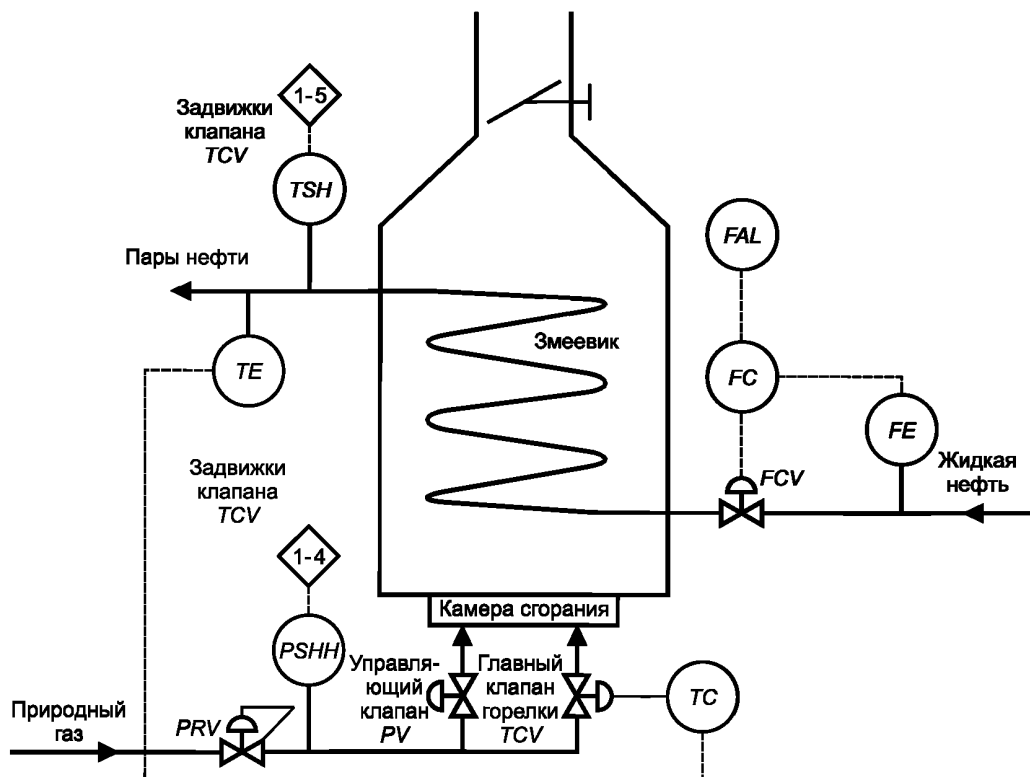 1-5
Задвижки
клапана
TCV
TSH
FAL
Пары нефти
Змеевик
TE
FC
FE
Задвижки
клапана
TCV
FCV
Жидкая
нефть
1-4
Камера сгорания
PSHH
Управля-
ющий
клапан
PV
Главный
клапан
горелки
TCV
TC
Природный
газ
PRV